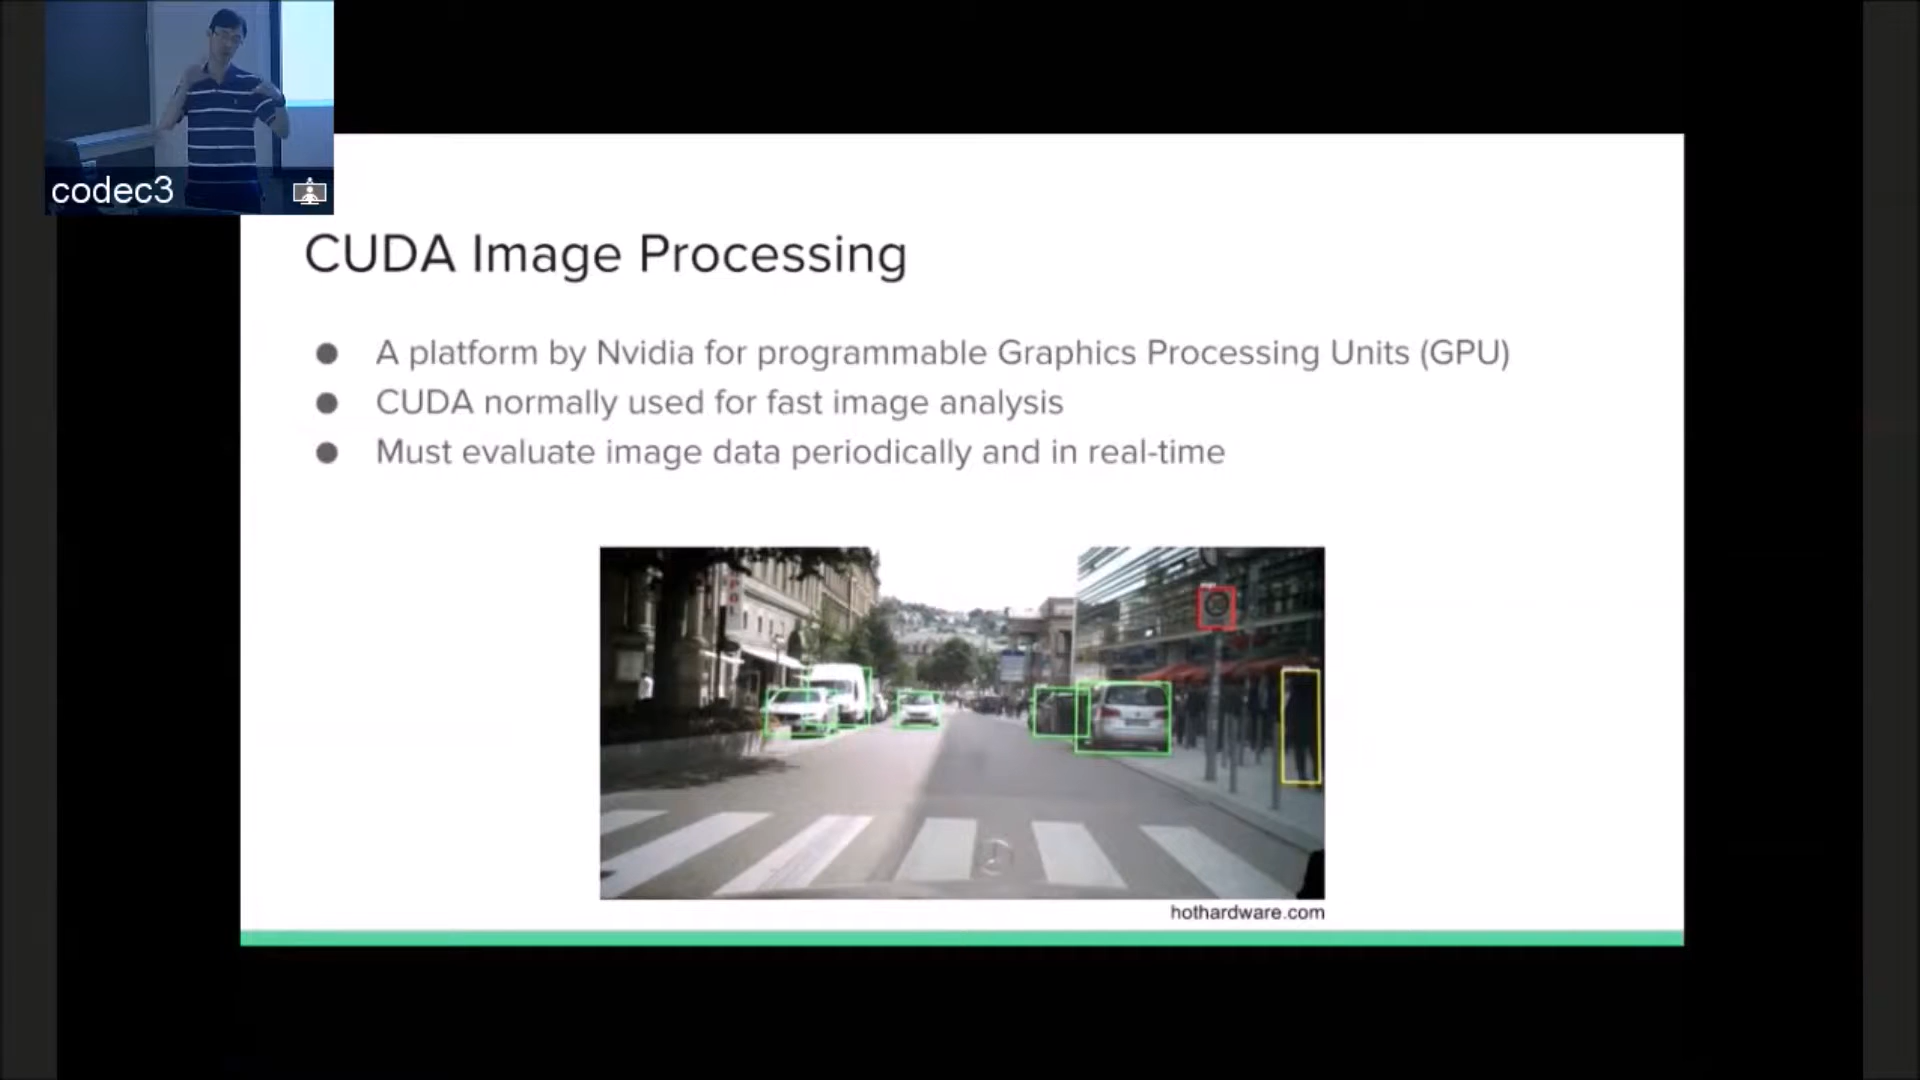 codec3
CUDA Image Processing
● A platform by Nvidia for programmable Graphics Processing Units (GPU)
● CUDA normally used for fast image analysis
● Must evaluate image data periodically and in real-time
hothardware.com